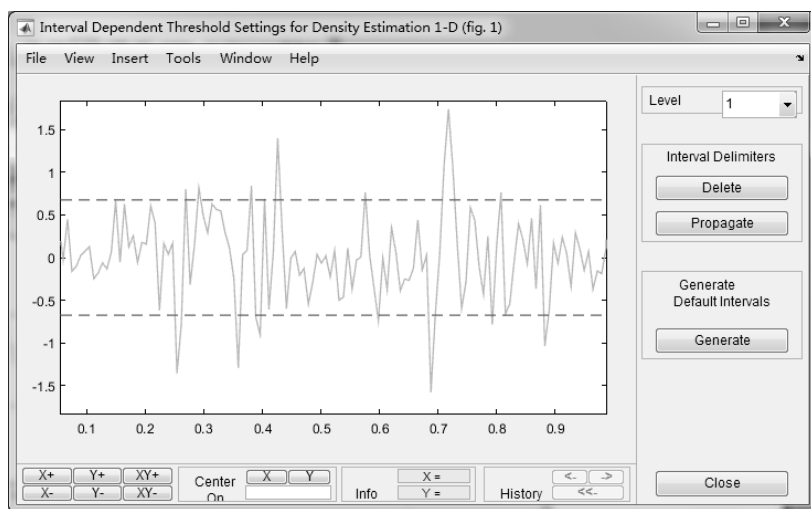 Interval Dependent Threshold Settings for Density Estimation 1-D (fig. 1)
File View Insert Tools Window Help
1.5
1
0.5
0
-0.5
-1
-1.5
0.1 0.2 0.3 0.4 0.5 0.6 0.7 0.8 0.9
Level 1
Interval Delimiters
Delete
Propagate
Generate
Default Intervals
Generate
Close
X+ Y+ XY+
X- Y- XY-
Center
On
X Y
Info
X =
Y =
History
<- ->
<<-